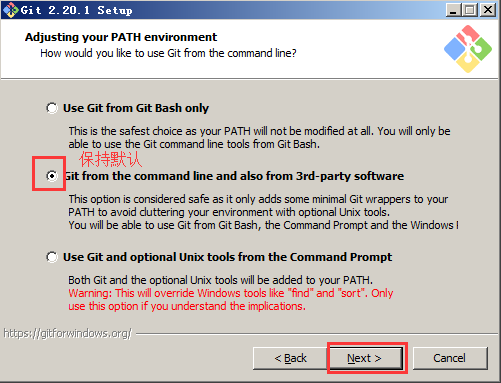 Git 2.20.1 Setup
Adjusting your PATH environment
How would you like to use Git from the command line?
Use Git from Git Bash only
This is the safest choice as your PATH will not be modified at all. You will only be
able to use the Git command line tools from Git Bash.
保持默认
Git from the command line and also from 3rd-party software
This option is considered safe as it only adds some minimal Git wrappers to your
PATH to avoid cluttering your environment with optional Unix tools.
You will be able to use Git from Git Bash, the Command Prompt and the Windows
Use Git and optional Unix tools from the Command Prompt
Both Git and the optional Unix tools will be added to your PATH.
Warning: This will override Windows tools like "find" and "sort". Only
use this option if you understand the implications.
https://gitforwindows.org/
< Back
Next >
Cancel